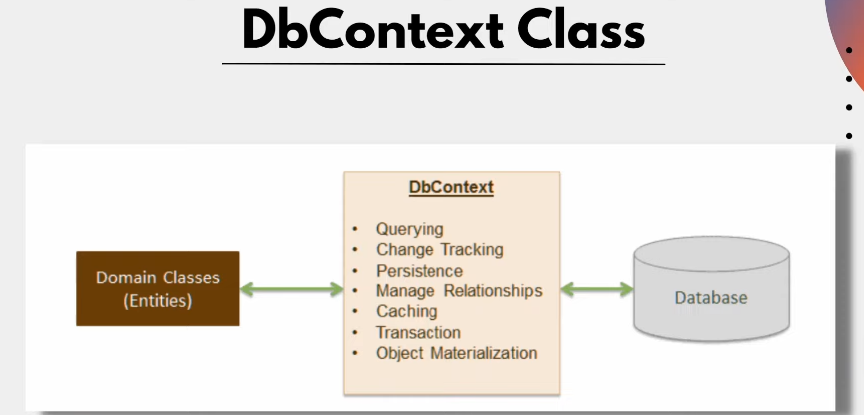 DbContext Class
Domain Classes
(Entities)
DbContext
• Querying
• Change Tracking
• Persistence
• Manage Relationships
• Caching
• Transaction
• Object Materialization
Database